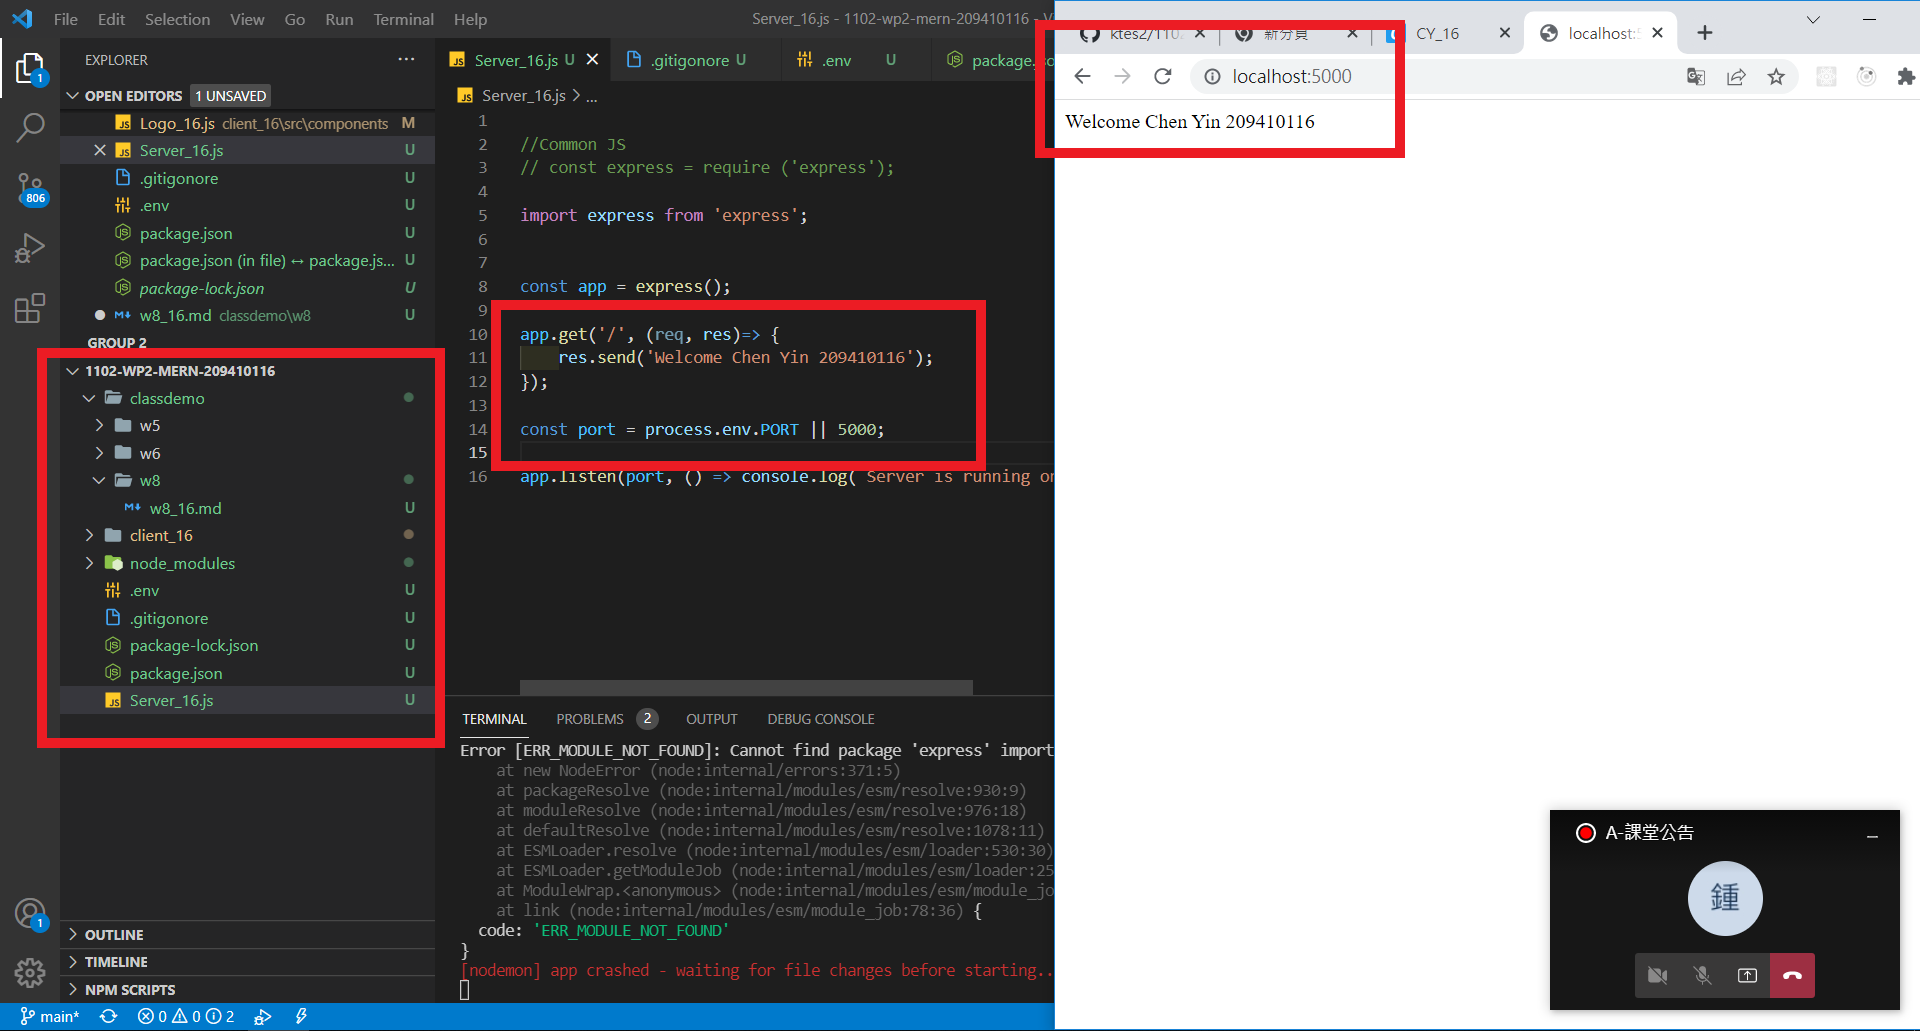 File Edit Selection View Go Run Terminal Help
Server_16.js - 1102-wp2-mern-209410116 - V
EXPLORER
OPEN EDITORS 1 UNSAVED
Logo_16.js client_16\src\components M
Server_16.js U
.gitigonore U
.env U
package.json U
package.json (in file) ↔ package.js... U
package-lock.json U
w8_16.md classdemo\w8 U
GROUP 2
1102-WP2-MERN-209410116
classdemo
w5
w6
w8
w8_16.md U
client_16
node_modules
.env U
.gitigonore U
package-lock.json U
package.json U
Server_16.js U
OUTLINE
TIMELINE
NPM SCRIPTS
1
806
1
Server_16.js U
.gitigonore U
.env U
package.jso
Server_16.js > ...
1
2 //Common JS
3 // const express = require ('express');
4
5 import express from 'express';
6
7
8 const app = express();
9
10 app.get('/', (req, res)=> {
11 res.send('Welcome Chen Yin 209410116');
12 });
13
14 const port = process.env.PORT || 5000;
15
16 app.listen(port, () => console.log(`Server is running on
TERMINAL PROBLEMS 2 OUTPUT DEBUG CONSOLE
Error [ERR_MODULE_NOT_FOUND]: Cannot find package 'express' import
at new NodeError (node:internal/errors:371:5)
at packageResolve (node:internal/modules/esm/resolve:930:9)
at moduleResolve (node:internal/modules/esm/resolve:976:18)
at defaultResolve (node:internal/modules/esm/resolve:1078:11)
at ESMLoader.resolve (node:internal/modules/esm/loader:530:30)
at ESMLoader.getModuleJob (node:internal/modules/esm/loader:25
at ModuleWrap.<anonymous> (node:internal/modules/esm/module_jo
at link (node:internal/modules/esm/module_job:78:36) {
code: 'ERR_MODULE_NOT_FOUND'
}
[nodemon] app crashed - waiting for file changes before starting..
main* 0 0 2
ktes2/110
新分頁
CY_16
localhost:5
localhost:5000
Welcome Chen Yin 209410116
A-課堂公告
鍾